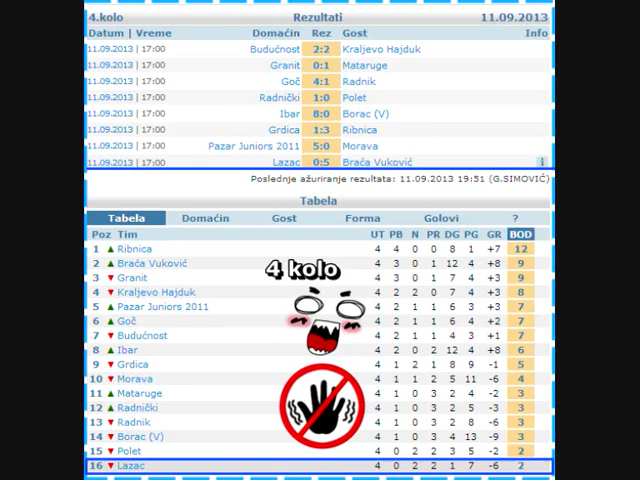 4.kolo Rezultati 11.09.2013
Datum | Vreme Domaćin Rez Gost Info
11.09.2013 | 17:00 Budućnost 2:2 Kraljevo Hajduk
11.09.2013 | 17:00 Granit 0:1 Mataruge
11.09.2013 | 17:00 Goč 4:1 Radnik
11.09.2013 | 17:00 Radnički 1:0 Polet
11.09.2013 | 17:00 Ibar 8:0 Borac (V)
11.09.2013 | 17:00 Grdica 1:3 Ribnica
11.09.2013 | 17:00 Pazar Juniors 2011 5:0 Morava
11.09.2013 | 17:00 Lazac 0:5 Braća Vuković i
Poslednje ažuriranje rezultata: 11.09.2013 19:51 (G.SIMOVIĆ)
Tabela
Tabela Domaćin Gost Forma Golovi ?
Poz Tim UT PB N PR DG PG GR BOD
1 Ribnica 4 4 0 0 8 1 +7 12
2 Braća Vuković 4 3 0 1 12 4 +8 9
3 Granit 4 3 0 1 7 4 +3 9
4 Kraljevo Hajduk 4 2 2 0 7 4 +3 8
5 Pazar Juniors 2011 4 2 1 1 6 3 +3 7
6 Goč 4 2 1 1 6 4 +2 7
7 Budućnost 4 2 1 1 4 3 +1 7
8 Ibar 4 2 0 2 12 4 +8 6
9 Grdica 4 1 2 1 8 9 -1 5
10 Morava 4 1 1 2 5 11 -6 4
11 Mataruge 4 1 0 3 2 4 -2 3
12 Radnički 4 1 0 3 2 5 -3 3
13 Radnik 4 1 0 3 2 8 -6 3
14 Borac (V) 4 1 0 3 4 13 -9 3
15 Polet 4 0 2 2 3 5 -2 2
16 Lazac 4 0 2 2 1 7 -6 2
4 kolo